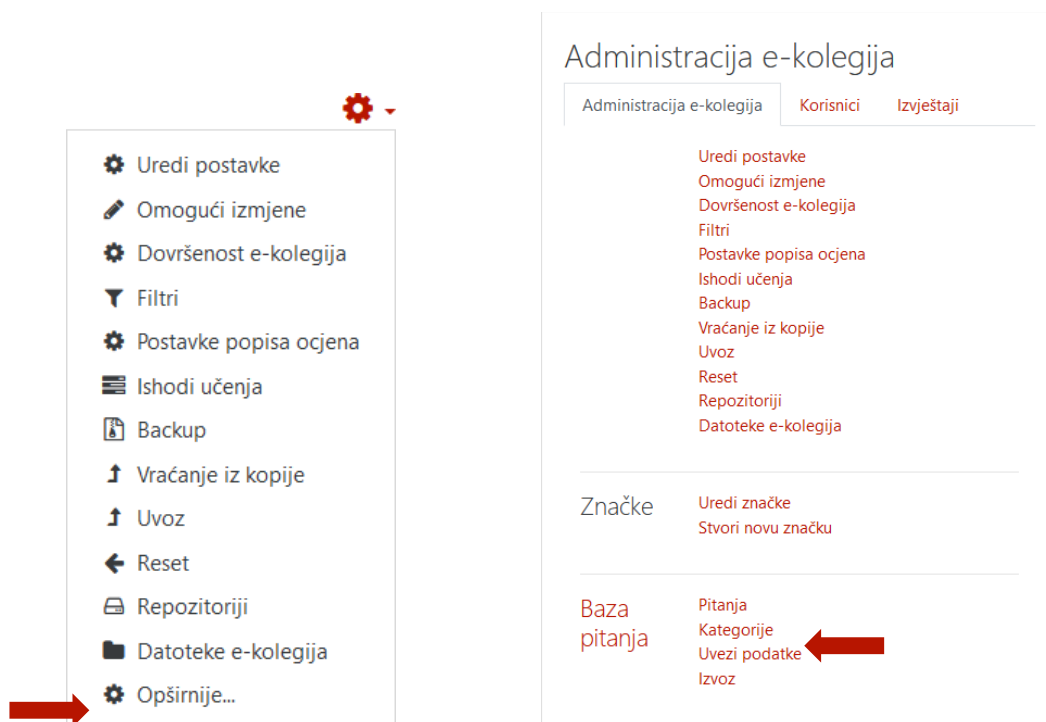 Uredi postavke
Omogući izmjene
Dovršenost e-kolegija
Filtri
Postavke popisa ocjena
Ishodi učenja
Backup
Vraćanje iz kopije
Uvoz
Reset
Repozitoriji
Datoteke e-kolegija
Opširnije...
Administracija e-kolegija
Administracija e-kolegija Korisnici Izvještaji
Uredi postavke
Omogući izmjene
Dovršenost e-kolegija
Filtri
Postavke popisa ocjena
Ishodi učenja
Backup
Vraćanje iz kopije
Uvoz
Reset
Repozitoriji
Datoteke e-kolegija
Značke
Uredi značke
Stvori novu značku
Baza
pitanja
Pitanja
Kategorije
Uvezi podatke
Izvoz